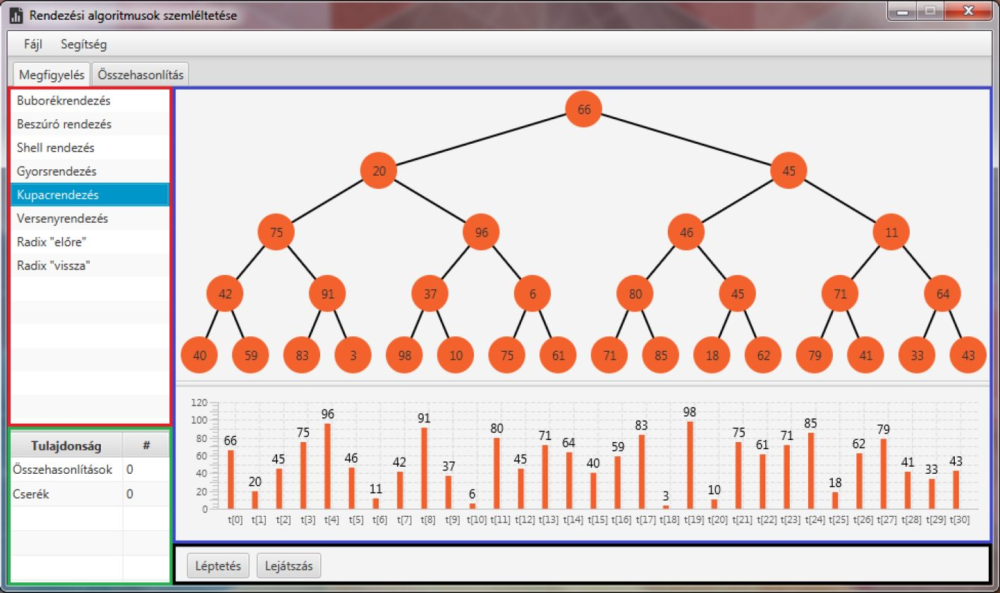 Rendezési algoritmusok szemléltetése
Fájl Segítség
Megfigyelés Összehasonlítás
Buborékrendezés
Beszúró rendezés
Shell rendezés
Gyorsrendezés
Kupacrendezés
Versenyrendezés
Radix "előre"
Radix "vissza"
Tulajdonság #
Összehasonlítások 0
Cserék 0
66
20 45
75 96 46 11
42 91 37 6 80 45 71 64
40 59 83 3 98 10 75 61 71 85 18 62 79 41 33 43
120
100
80
60
40
20
0
66 20 45 75 96 46 11 42 91 37 6 80 45 71 64 40 59 83 3 98 10 75 61 71 85 18 62 79 41 33 43
t[0] t[1] t[2] t[3] t[4] t[5] t[6] t[7] t[8] t[9] t[10] t[11] t[12] t[13] t[14] t[15] t[16] t[17] t[18] t[19] t[20] t[21] t[22] t[23] t[24] t[25] t[26] t[27] t[28] t[29] t[30]
Léptetés Lejátszás